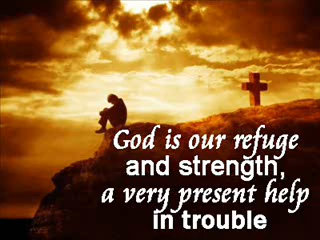 God is our refuge
and strength,
a very present help
in trouble